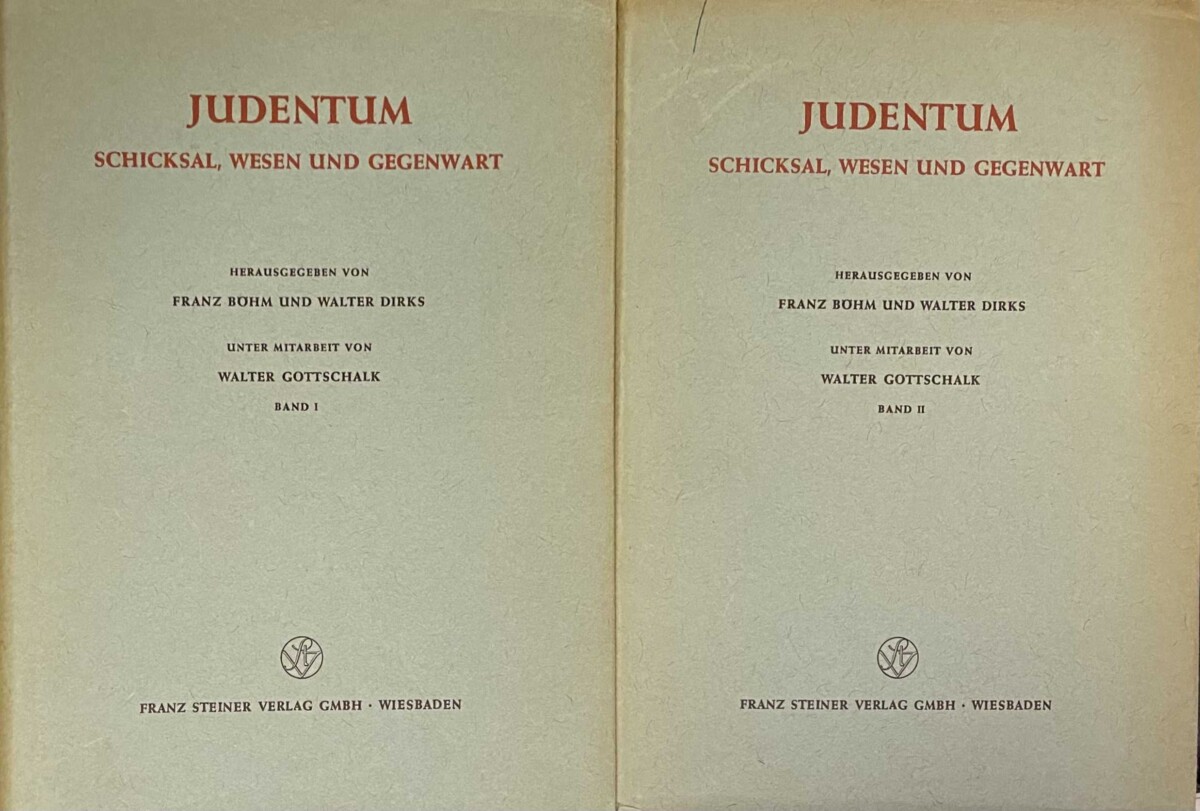 JUDENTUM
SCHICKSAL, WESEN UND GEGENWART
HERAUSGEGEBEN VON
FRANZ BÖHM UND WALTER DIRKS
UNTER MITARBEIT VON
WALTER GOTTSCHALK
BAND I
FRANZ STEINER VERLAG GMBH · WIESBADEN
JUDENTUM
SCHICKSAL, WESEN UND GEGENWART
HERAUSGEGEBEN VON
FRANZ BÖHM UND WALTER DIRKS
UNTER MITARBEIT VON
WALTER GOTTSCHALK
BAND II
FRANZ STEINER VERLAG GMBH · WIESBADEN